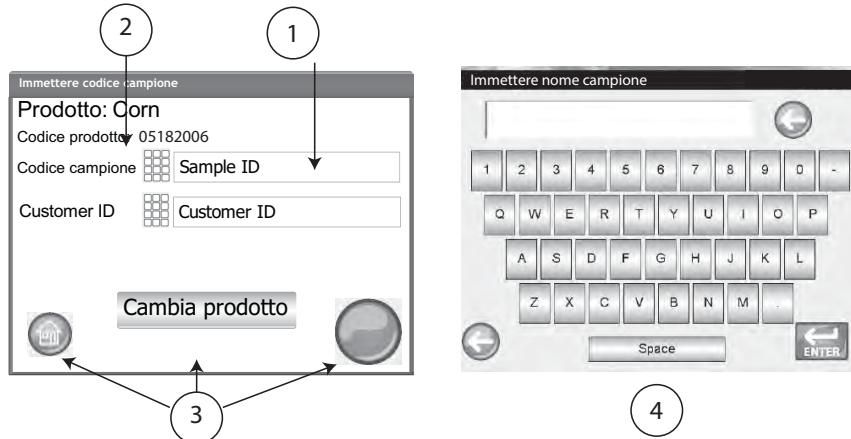 2
1
Immettere codice campione
Prodotto: Corn
Codice prodotto: 05182006
Codice campione Sample ID
Customer ID Customer ID
Cambia prodotto
3
Immettere nome campione
1 2 3 4 5 6 7 8 9 0 -
Q W E R T Y U I O P
A S D F G H J K L
Z X C V B N M .
Space
ENTER
4